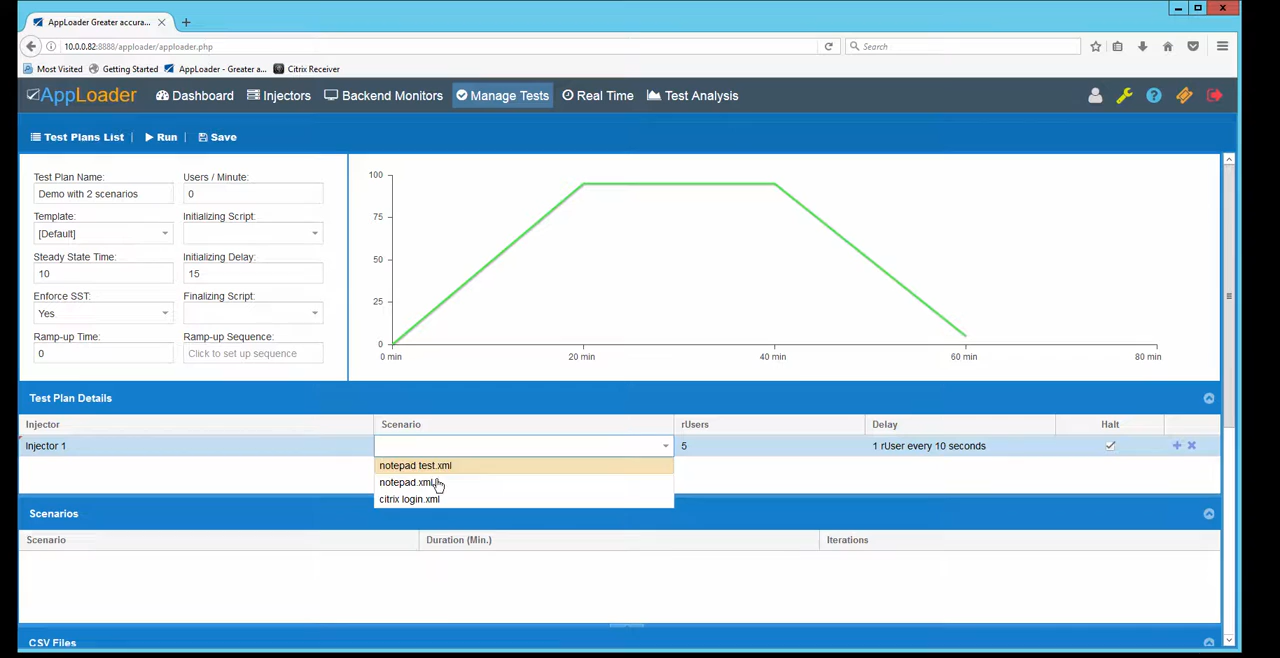 AppLoader Greater accura...
10.0.0.82:8888/apploader/apploader.php
Search
Most Visited
Getting Started
AppLoader - Greater a...
Citrix Receiver
AppLoader
Dashboard
Injectors
Backend Monitors
Manage Tests
Real Time
Test Analysis
Test Plans List
Run
Save
Test Plan Name:
Users / Minute:
Demo with 2 scenarios
0
Template:
Initializing Script:
[Default]
Steady State Time:
Initializing Delay:
10
15
Enforce SST:
Finalizing Script:
Yes
Ramp-up Time:
Ramp-up Sequence:
0
Click to set up sequence
100
75
50
25
0
0 min
20 min
40 min
60 min
80 min
Test Plan Details
Injector
Scenario
rUsers
Delay
Halt
Injector 1
5
1 rUser every 10 seconds
notepad test.xml
notepad.xml
citrix login.xml
Scenarios
Scenario
Duration (Min.)
Iterations
CSV Files